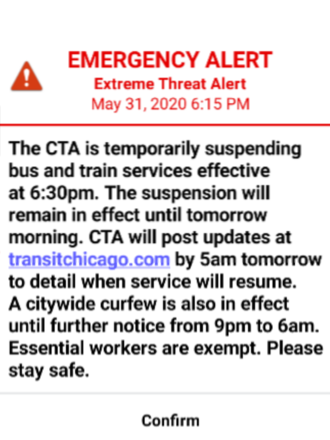 EMERGENCY ALERT
Extreme Threat Alert
May 31, 2020 6:15 PM
The CTA is temporarily suspending
bus and train services effective
at 6:30pm. The suspension will
remain in effect until tomorrow
morning. CTA will post updates at
transitchicago.com by 5am tomorrow
to detail when service will resume.
A citywide curfew is also in effect
until further notice from 9pm to 6am.
Essential workers are exempt. Please
stay safe.
Confirm